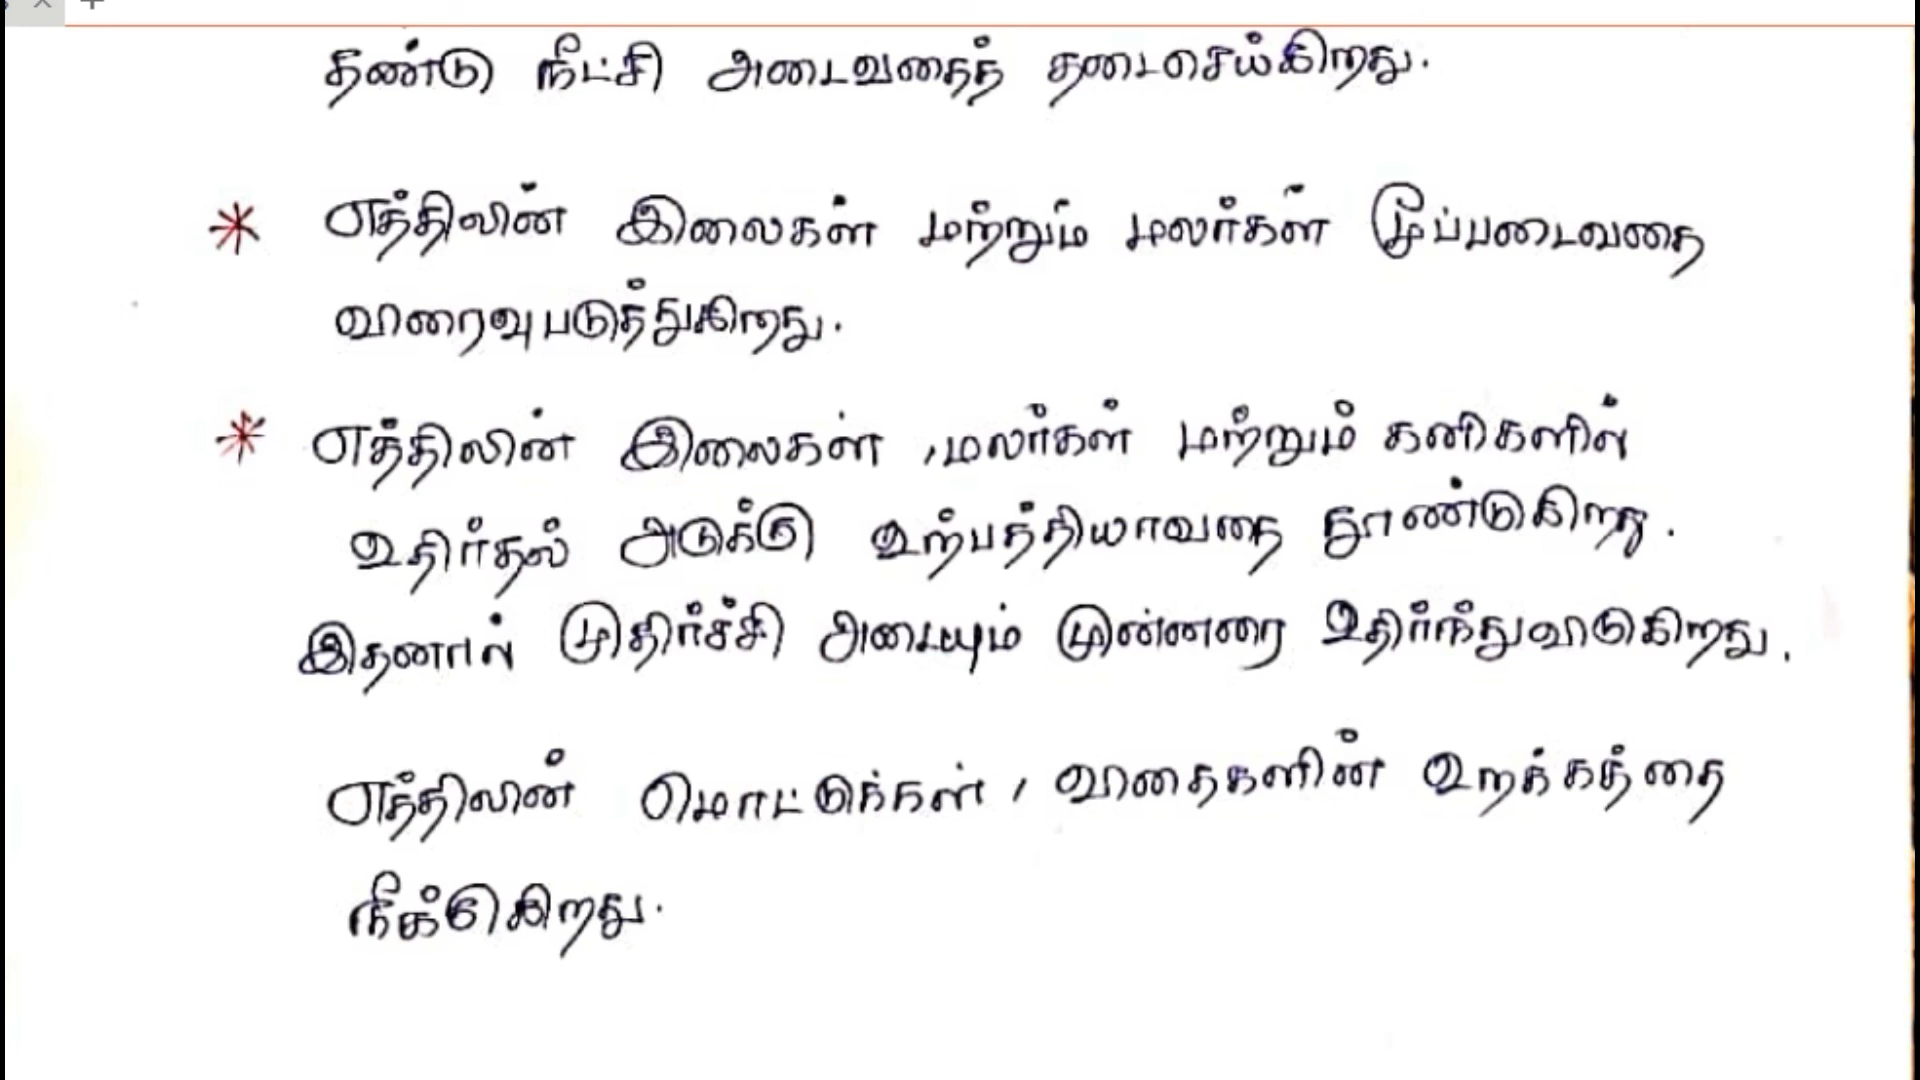 தண்டு நீட்சி அடைவதைத் தடைசெய்கிறது.
* எத்திலின் இலைகள் மற்றும் மலர்கள் மூப்படைவதை
விரைவுபடுத்துகிறது.
* எத்திலின் இலைகள் , மலர்கள் மற்றும் கனிகளில்
உதிர்தல் அடுக்கு உற்பத்தியாவதை தூண்டுகிறது.
இதனால் முதிர்ச்சி அடையும் முன்னரே உதிர்ந்துவிடுகிறது.
எத்திலின் மொட்டுக்கள் , விதைகளின் உறக்கத்தை
நீக்குகிறது.